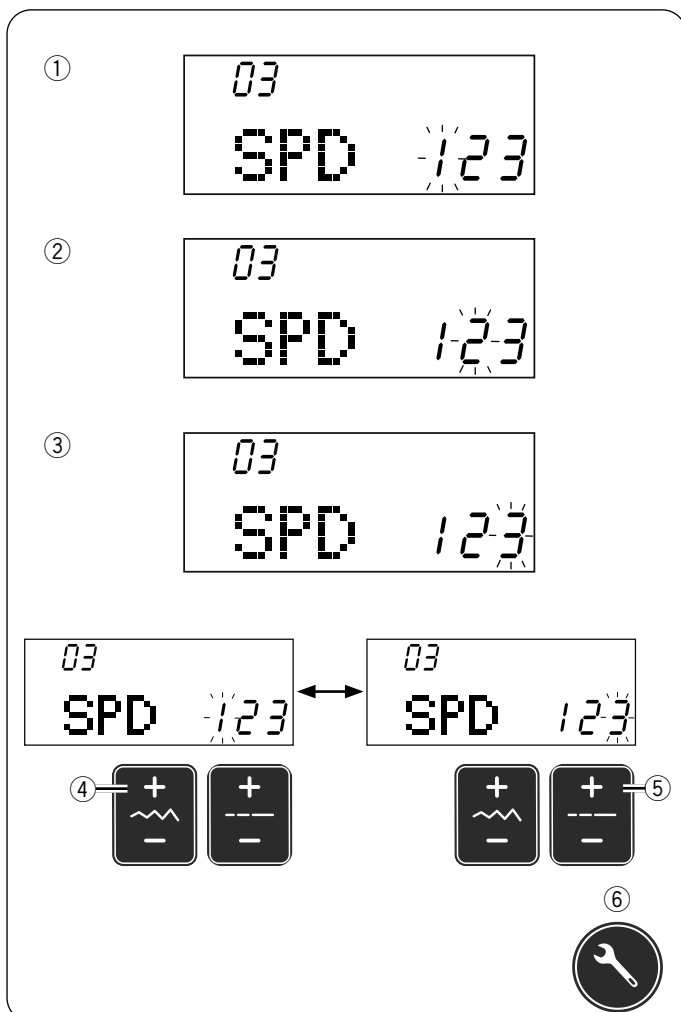 ①
03
SPD 123
②
03
SPD 123
③
03
SPD 123
03 03
SPD 123 SPD 123
④ + + + + ⑤
– – – –
⑥